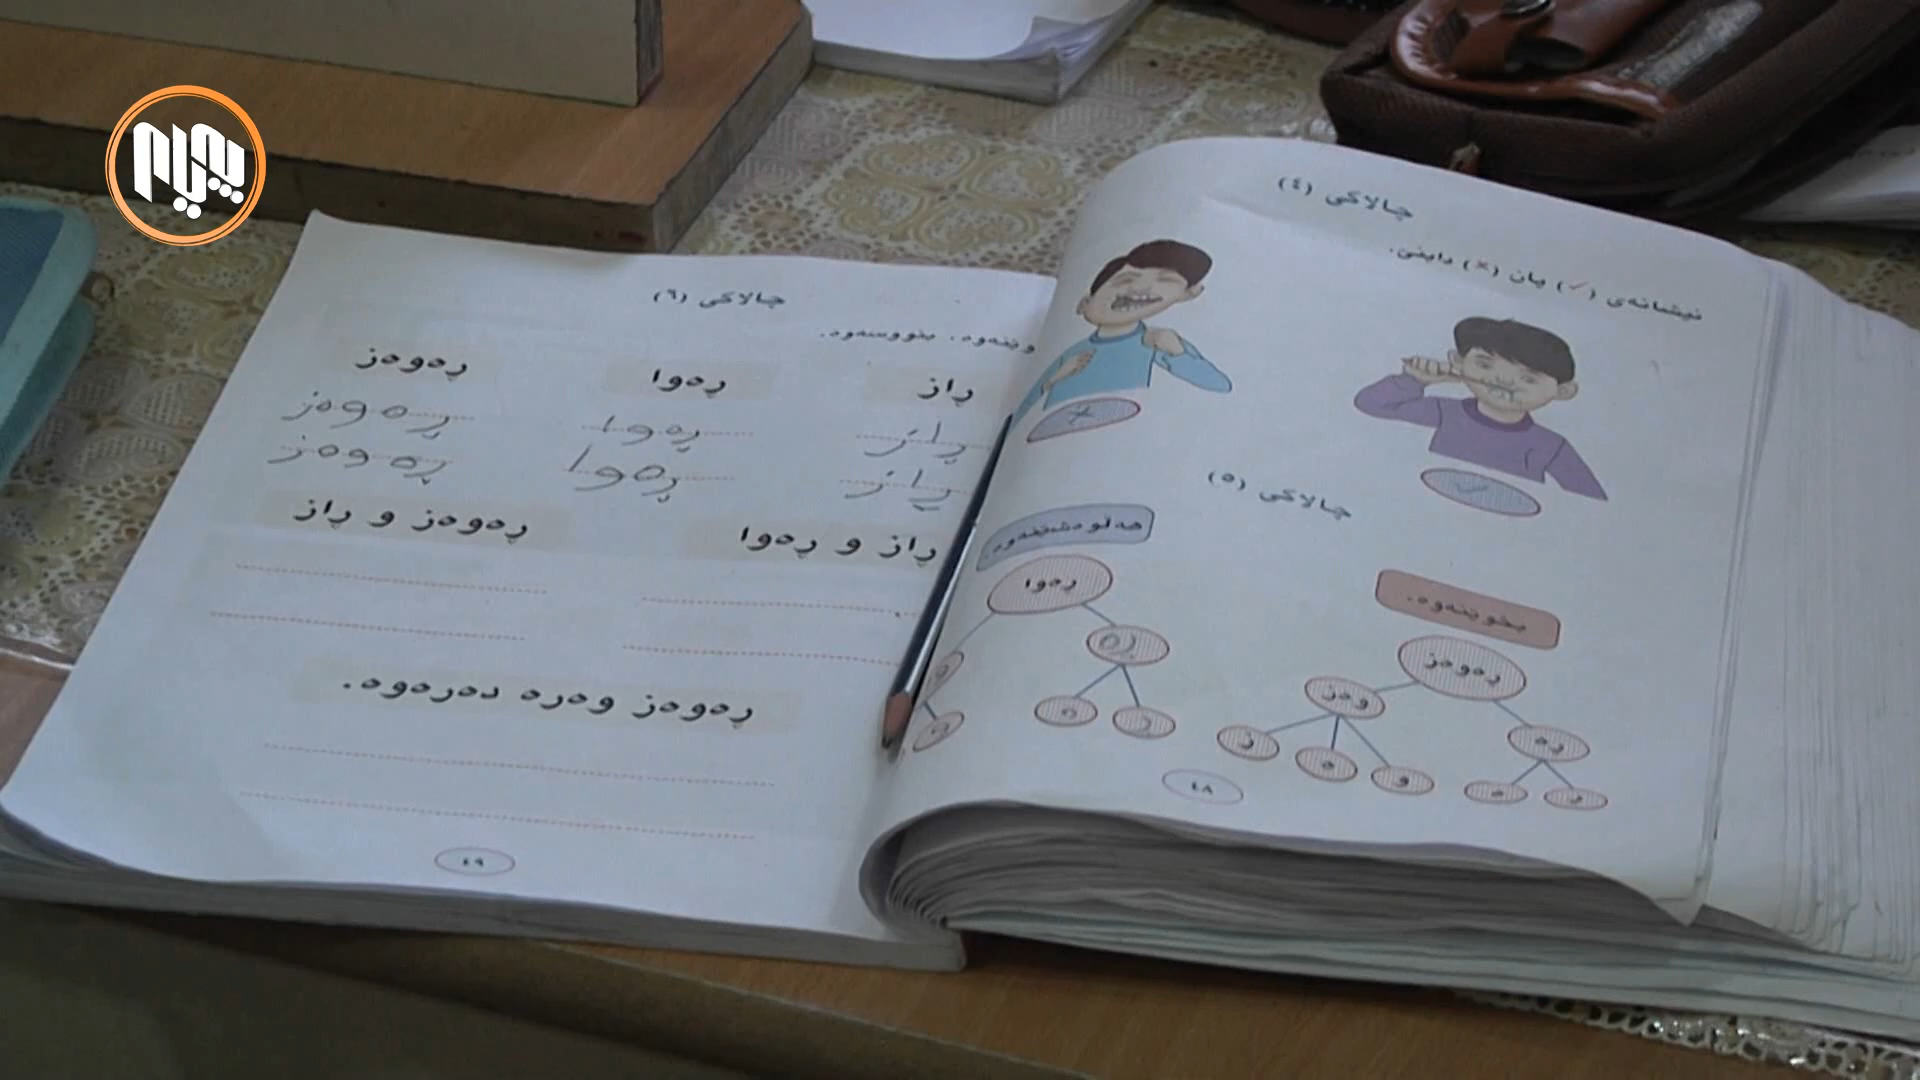 پەیام
چالاکی (٤)
نیشانەی (✓) یان (×) دابنێ.
×
✓
چالاکی (٥)
بخوێنەوە.
هەڵوەشێنەوە.
ڕەوەز
وەز
ڕە
ز
ە
و
ە
ڕ
ڕەوا
ڕە
ە
ڕ
٤٨
چالاکی (٦)
وێنەوە. بنووسەوە.
ڕاز
ڕەوا
ڕەوەز
ڕاز
ڕەوا
ڕەوەز
ڕاز
ڕەوا
ڕەوەز
ڕاز و ڕەوا
ڕەوەز و ڕاز
ڕەوەز وەرە دەرەوە.
٤٩